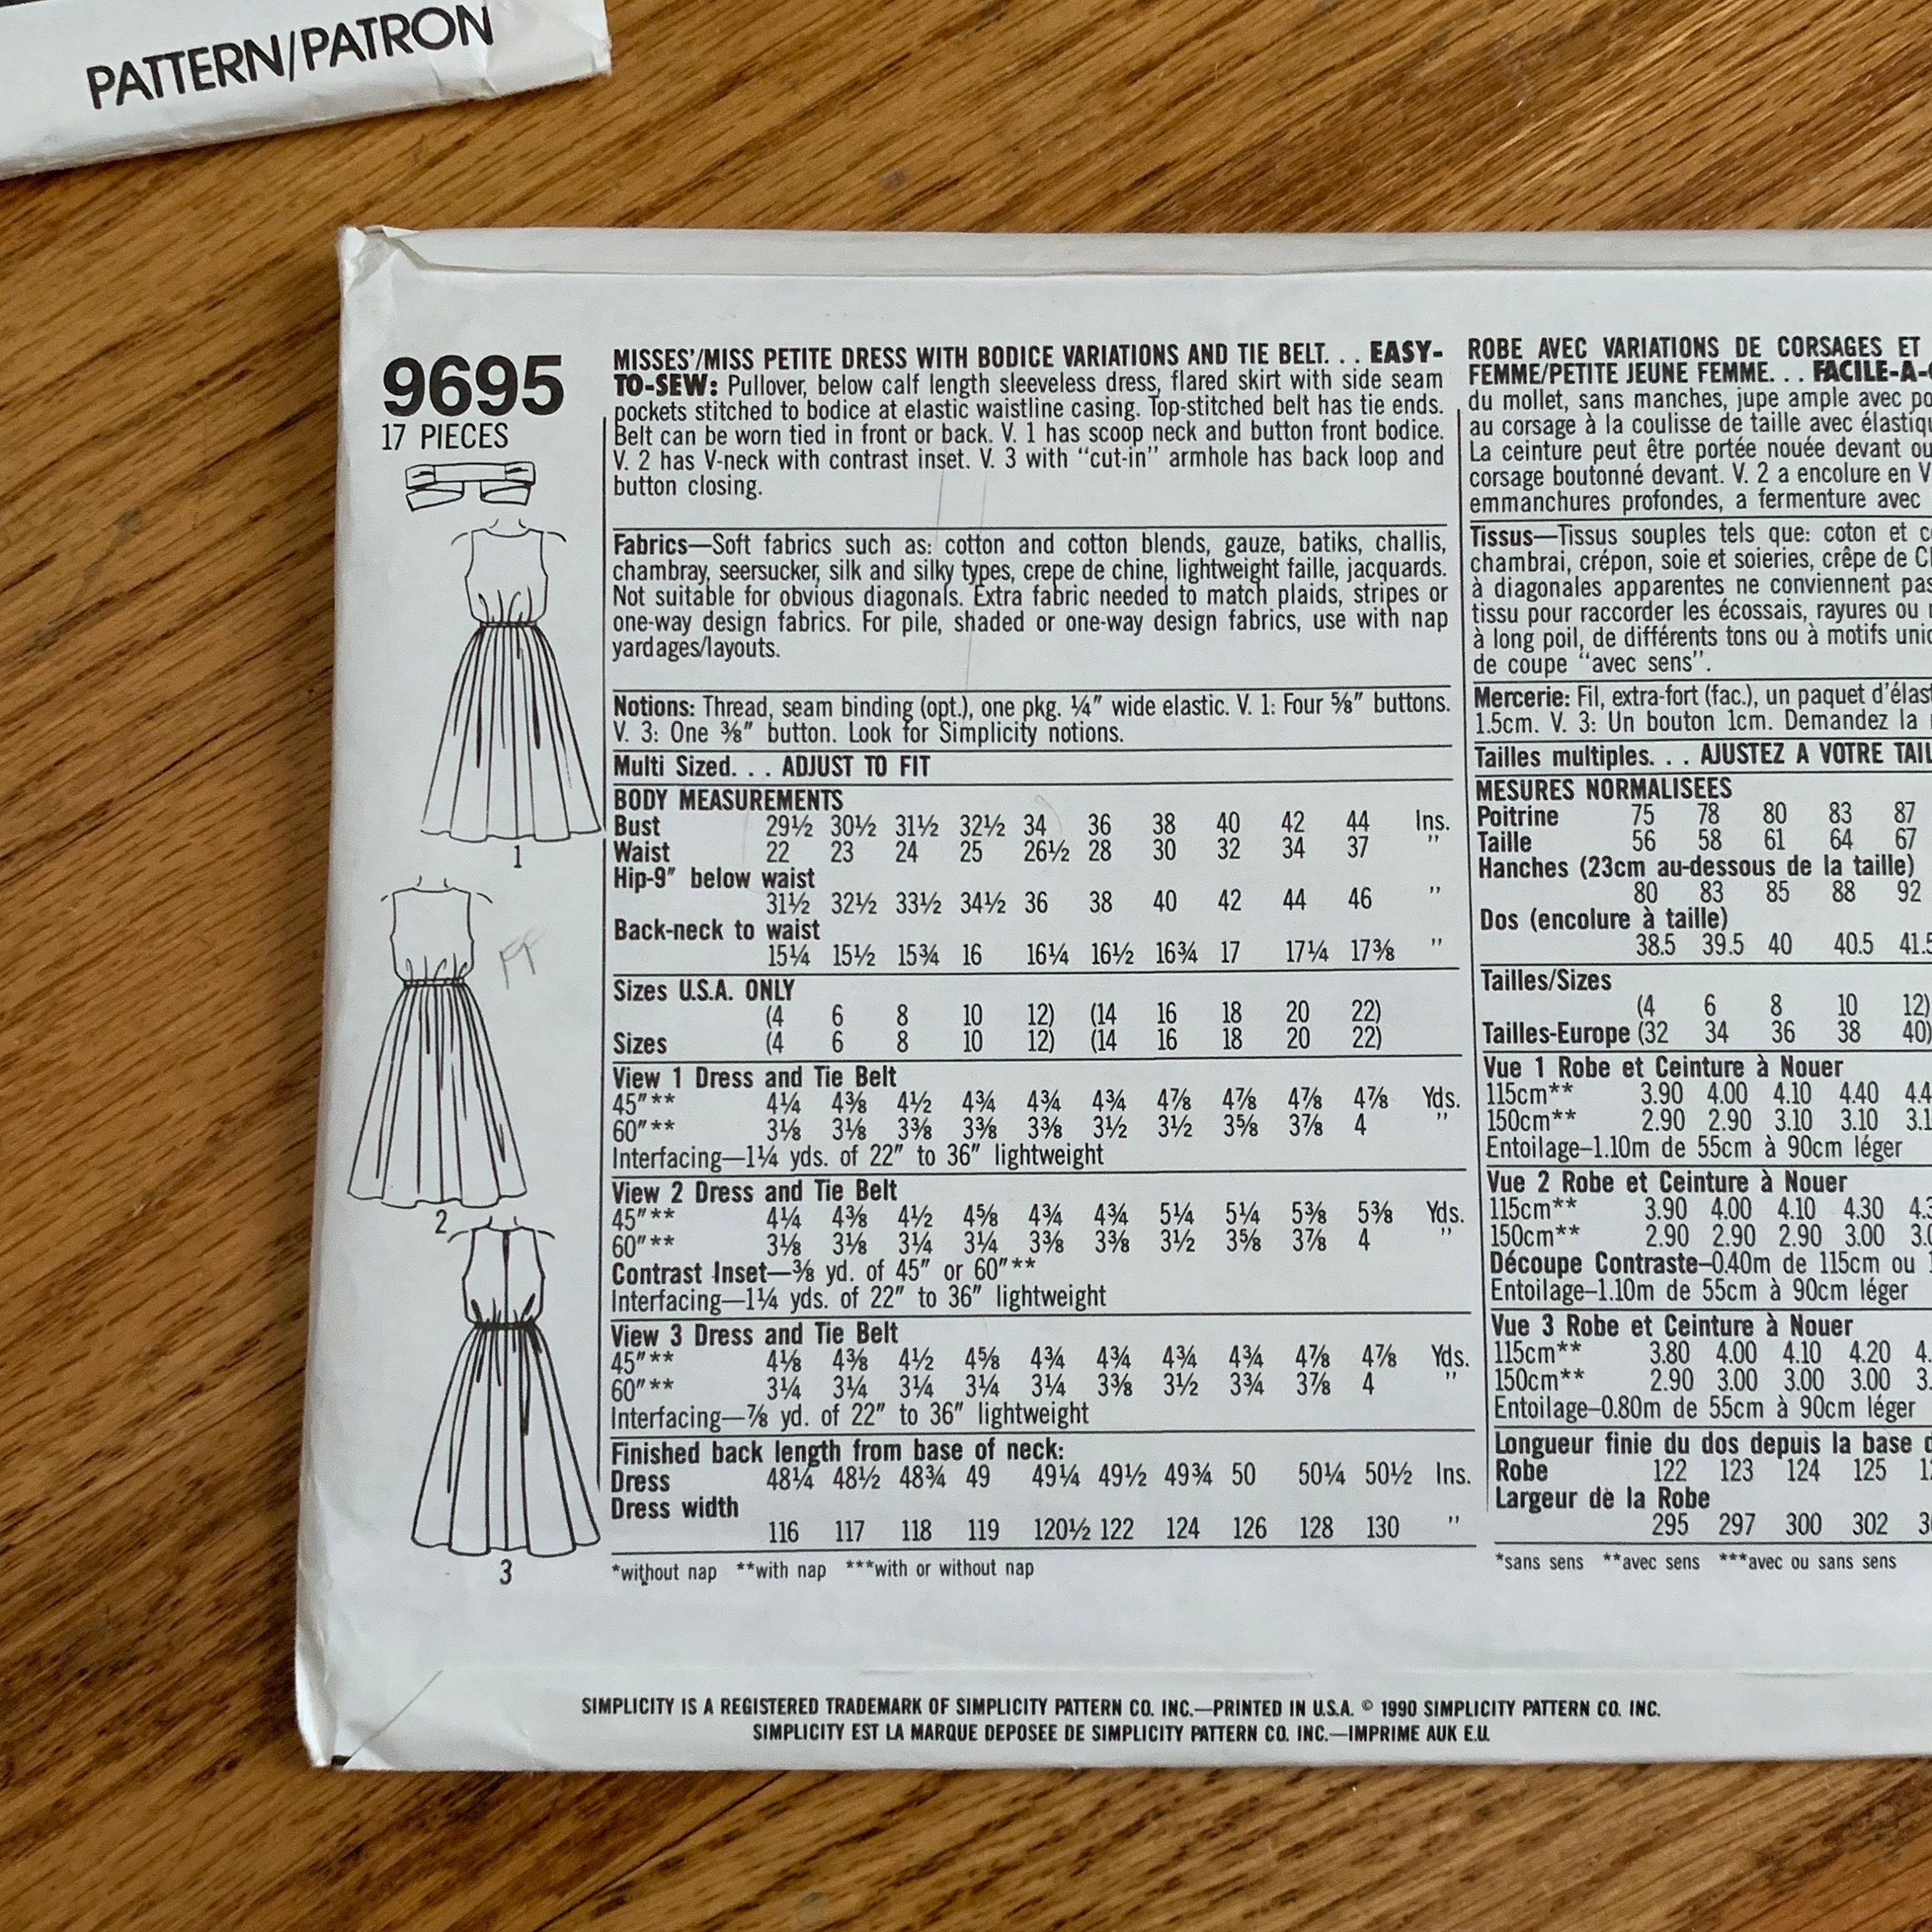 PATTERN/PATRON
9695
17 PIECES
1
2
PP
3
MISSES'/MISS PETITE DRESS WITH BODICE VARIATIONS AND TIE BELT. . . EASY-
TO-SEW: Pullover, below calf length sleeveless dress, flared skirt with side seam
pockets stitched to bodice at elastic waistline casing. Top-stitched belt has tie ends.
Belt can be worn tied in front or back. V. 1 has scoop neck and button front bodice.
V. 2 has V-neck with contrast inset. V. 3 with "cut-in" armhole has back loop and
button closing.
Fabrics—Soft fabrics such as: cotton and cotton blends, gauze, batiks, challis,
chambray, seersucker, silk and silky types, crepe de chine, lightweight faille, jacquards.
Not suitable for obvious diagonals. Extra fabric needed to match plaids, stripes or
one-way design fabrics. For pile, shaded or one-way design fabrics, use with nap
yardages/layouts.
Notions: Thread, seam binding (opt.), one pkg. ¼" wide elastic. V. 1: Four ⅝" buttons.
V. 3: One ⅜" button. Look for Simplicity notions.
Multi Sized. . . ADJUST TO FIT
BODY MEASUREMENTS
Bust 29½ 30½ 31½ 32½ 34 36 38 40 42 44 Ins.
Waist 22 23 24 25 26½ 28 30 32 34 37 "
Hip-9" below waist
31½ 32½ 33½ 34½ 36 38 40 42 44 46 "
Back-neck to waist
15¼ 15½ 15¾ 16 16¼ 16½ 16¾ 17 17¼ 17⅜ "
Sizes U.S.A. ONLY
(4 6 8 10 12) (14 16 18 20 22)
Sizes (4 6 8 10 12) (14 16 18 20 22)
View 1 Dress and Tie Belt
45"** 4¼ 4⅜ 4½ 4¾ 4¾ 4¾ 4⅞ 4⅞ 4⅞ 4⅞ Yds.
60"** 3⅛ 3⅛ 3⅜ 3⅜ 3⅜ 3½ 3½ 3⅝ 3⅞ 4 "
Interfacing—1¼ yds. of 22" to 36" lightweight
View 2 Dress and Tie Belt
45"** 4¼ 4⅜ 4½ 4⅝ 4¾ 4¾ 5¼ 5¼ 5⅜ 5⅜ Yds.
60"** 3⅛ 3⅛ 3¼ 3¼ 3⅜ 3⅜ 3½ 3⅝ 3⅞ 4 "
Contrast Inset—⅜ yd. of 45" or 60"**
Interfacing—1¼ yds. of 22" to 36" lightweight
View 3 Dress and Tie Belt
45"** 4⅛ 4⅜ 4½ 4⅝ 4¾ 4¾ 4¾ 4¾ 4⅞ 4⅞ Yds.
60"** 3¼ 3¼ 3¼ 3¼ 3¼ 3⅜ 3½ 3¾ 3⅞ 4 "
Interfacing—⅞ yd. of 22" to 36" lightweight
Finished back length from base of neck:
Dress 48¼ 48½ 48¾ 49 49¼ 49½ 49¾ 50 50¼ 50½ Ins.
Dress width
116 117 118 119 120½ 122 124 126 128 130 "
*without nap **with nap ***with or without nap
ROBE AVEC VARIATIONS DE CORSAGES ET
FEMME/PETITE JEUNE FEMME. . . FACILE-A-
du mollet, sans manches, jupe ample avec
au corsage à la coulisse de taille avec
La ceinture peut être portée nouée devant
corsage boutonné devant. V. 2 a encolure en V
emmanchures profondes, a fermenture avec
Tissus—Tissus souples tels que: coton et
chambrai, crépon, soie et soieries, crêpe de
à diagonales apparentes ne conviennent
tissu pour raccorder les écossais, rayures ou
à long poil, de différents tons ou à motifs
de coupe "avec sens".
Mercerie: Fil, extra-fort (fac.), un paquet
1.5cm. V. 3: Un bouton 1cm. Demandez la
Tailles multiples. . . AJUSTEZ A VOTRE
MESURES NORMALISEES
Poitrine 75 78 80 83 87
Taille 56 58 61 64 67
Hanches (23cm au-dessous de la taille)
80 83 85 88 92
Dos (encolure à taille)
38.5 39.5 40 40.5 41.5
Tailles/Sizes
(4 6 8 10 12)
Tailles-Europe (32 34 36 38 40)
Vue 1 Robe et Ceinture à Nouer
115cm** 3.90 4.00 4.10 4.40
150cm** 2.90 2.90 3.10 3.10
Entoilage–1.10m de 55cm à 90cm léger
Vue 2 Robe et Ceinture à Nouer
115cm** 3.90 4.00 4.10 4.30
150cm** 2.90 2.90 2.90 3.00
Découpe Contraste–0.40m de 115cm ou
Entoilage–1.10m de 55cm à 90cm léger
Vue 3 Robe et Ceinture à Nouer
115cm** 3.80 4.00 4.10 4.20
150cm** 2.90 3.00 3.00 3.00
Entoilage–0.80m de 55cm à 90cm léger
Longueur finie du dos depuis la base
Robe 122 123 124 125
Largeur de la Robe
295 297 300 302
*sans sens **avec sens ***avec ou sans sens
SIMPLICITY IS A REGISTERED TRADEMARK OF SIMPLICITY PATTERN CO. INC.—PRINTED IN U.S.A. © 1990 SIMPLICITY PATTERN CO. INC.
SIMPLICITY EST LA MARQUE DEPOSEE DE SIMPLICITY PATTERN CO. INC.—IMPRIME AUK E.U.